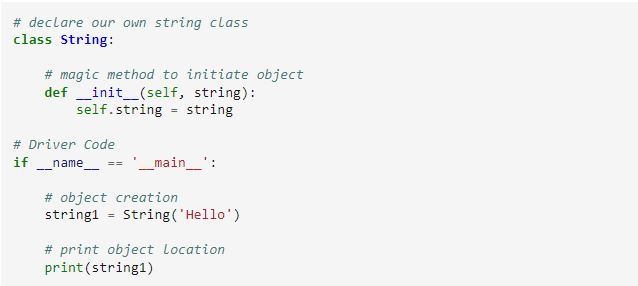 # declare our own string class
class String:
    # magic method to initiate object
    def __init__(self, string):
        self.string = string
# Driver Code
if __name__ == '__main__':
    # object creation
    string1 = String('Hello')
    # print object location
    print(string1)